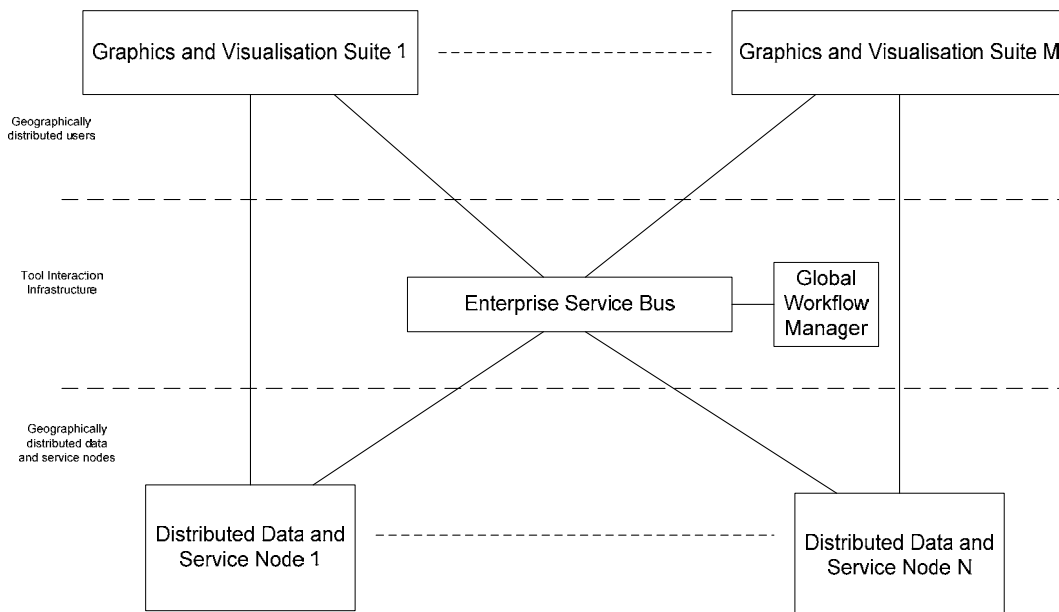 Graphics and Visualisation Suite 1
Graphics and Visualisation Suite M
Geographically
distributed users
Tool Interaction
Infrastructure
Enterprise Service Bus
Global
Workflow
Manager
Geographically
distributed data
and service nodes
Distributed Data and
Service Node 1
Distributed Data and
Service Node N